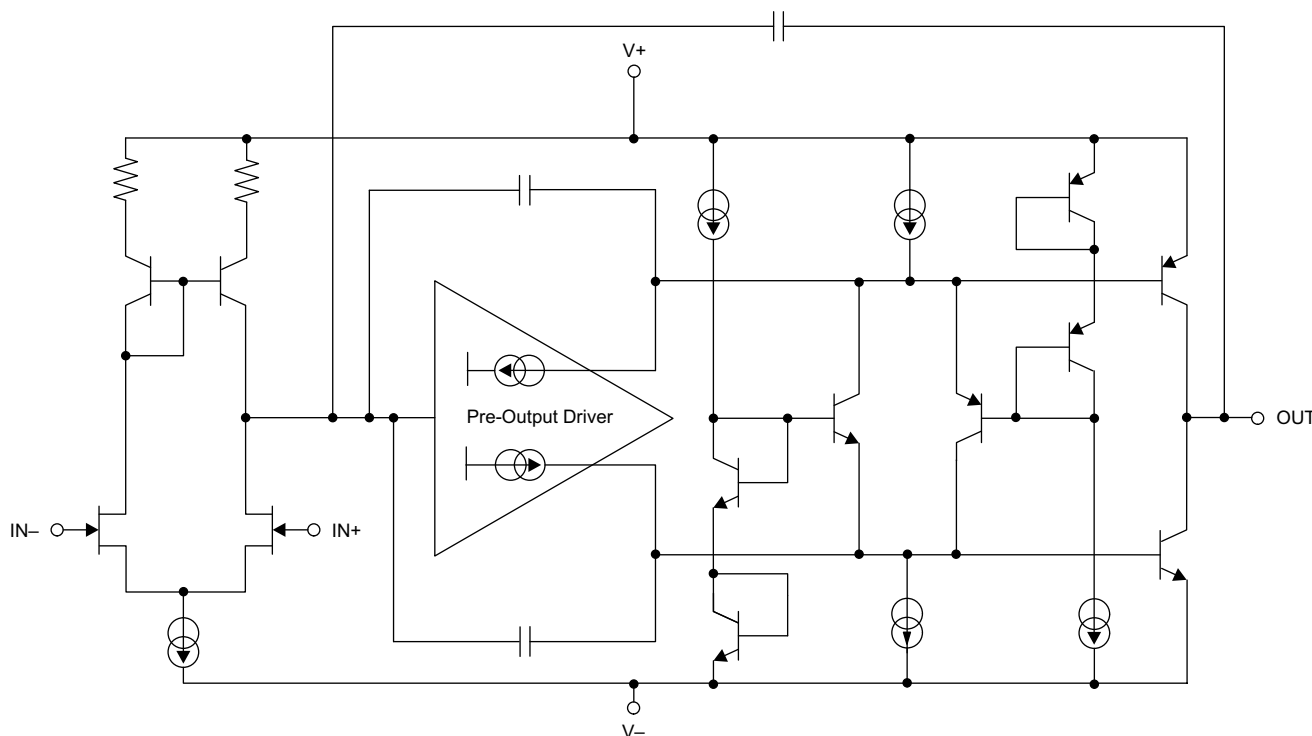 V+
Pre-Output Driver
OUT
IN–
IN+
V–